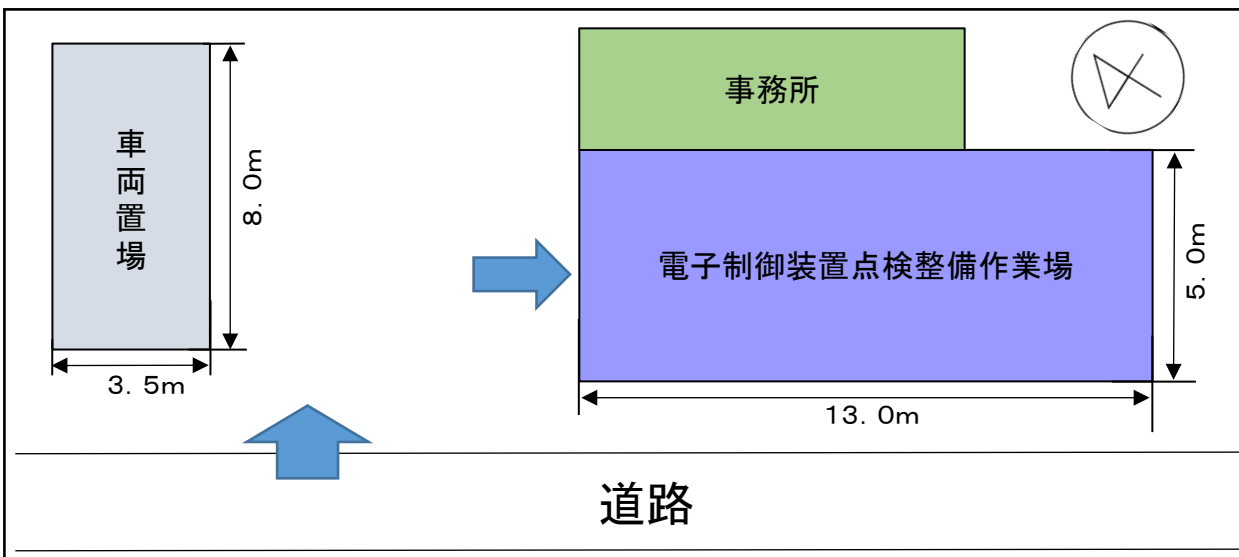 事務所
車両置場
8. 0m
電子制御装置点検整備作業場
5. 0m
3. 5m
13. 0m
道路